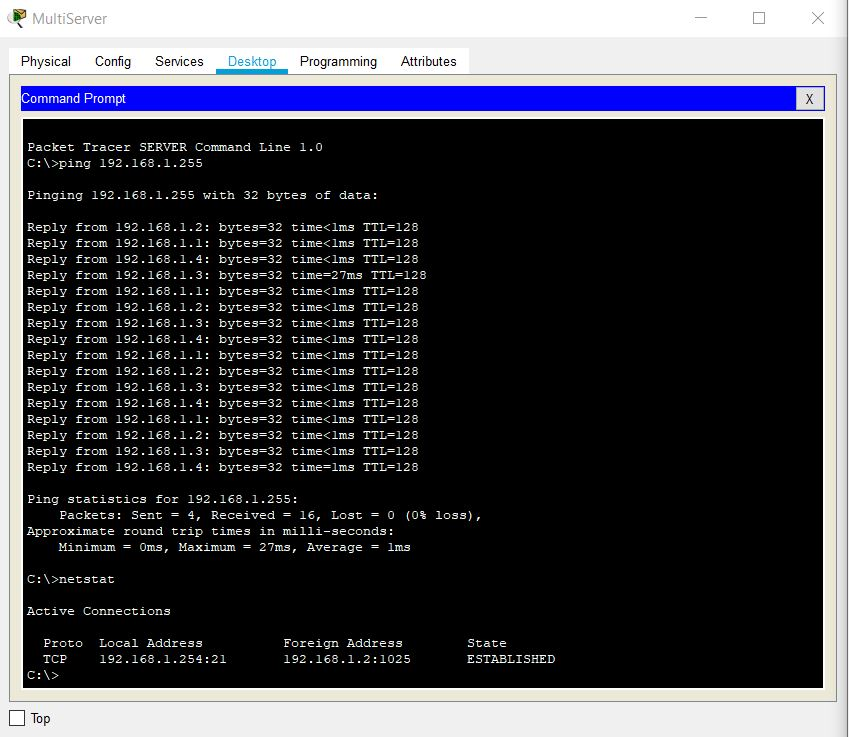 MultiServer
Physical Config Services Desktop Programming Attributes
Command Prompt X
Packet Tracer SERVER Command Line 1.0
C:\>ping 192.168.1.255
Pinging 192.168.1.255 with 32 bytes of data:
Reply from 192.168.1.2: bytes=32 time<1ms TTL=128
Reply from 192.168.1.1: bytes=32 time<1ms TTL=128
Reply from 192.168.1.4: bytes=32 time<1ms TTL=128
Reply from 192.168.1.3: bytes=32 time=27ms TTL=128
Reply from 192.168.1.1: bytes=32 time<1ms TTL=128
Reply from 192.168.1.2: bytes=32 time<1ms TTL=128
Reply from 192.168.1.3: bytes=32 time<1ms TTL=128
Reply from 192.168.1.4: bytes=32 time<1ms TTL=128
Reply from 192.168.1.1: bytes=32 time<1ms TTL=128
Reply from 192.168.1.2: bytes=32 time<1ms TTL=128
Reply from 192.168.1.3: bytes=32 time<1ms TTL=128
Reply from 192.168.1.4: bytes=32 time<1ms TTL=128
Reply from 192.168.1.1: bytes=32 time<1ms TTL=128
Reply from 192.168.1.2: bytes=32 time<1ms TTL=128
Reply from 192.168.1.3: bytes=32 time<1ms TTL=128
Reply from 192.168.1.4: bytes=32 time=1ms TTL=128
Ping statistics for 192.168.1.255:
Packets: Sent = 4, Received = 16, Lost = 0 (0% loss),
Approximate round trip times in milli-seconds:
Minimum = 0ms, Maximum = 27ms, Average = 1ms
C:\>netstat
Active Connections
Proto Local Address Foreign Address State
TCP 192.168.1.254:21 192.168.1.2:1025 ESTABLISHED
C:\>
Top